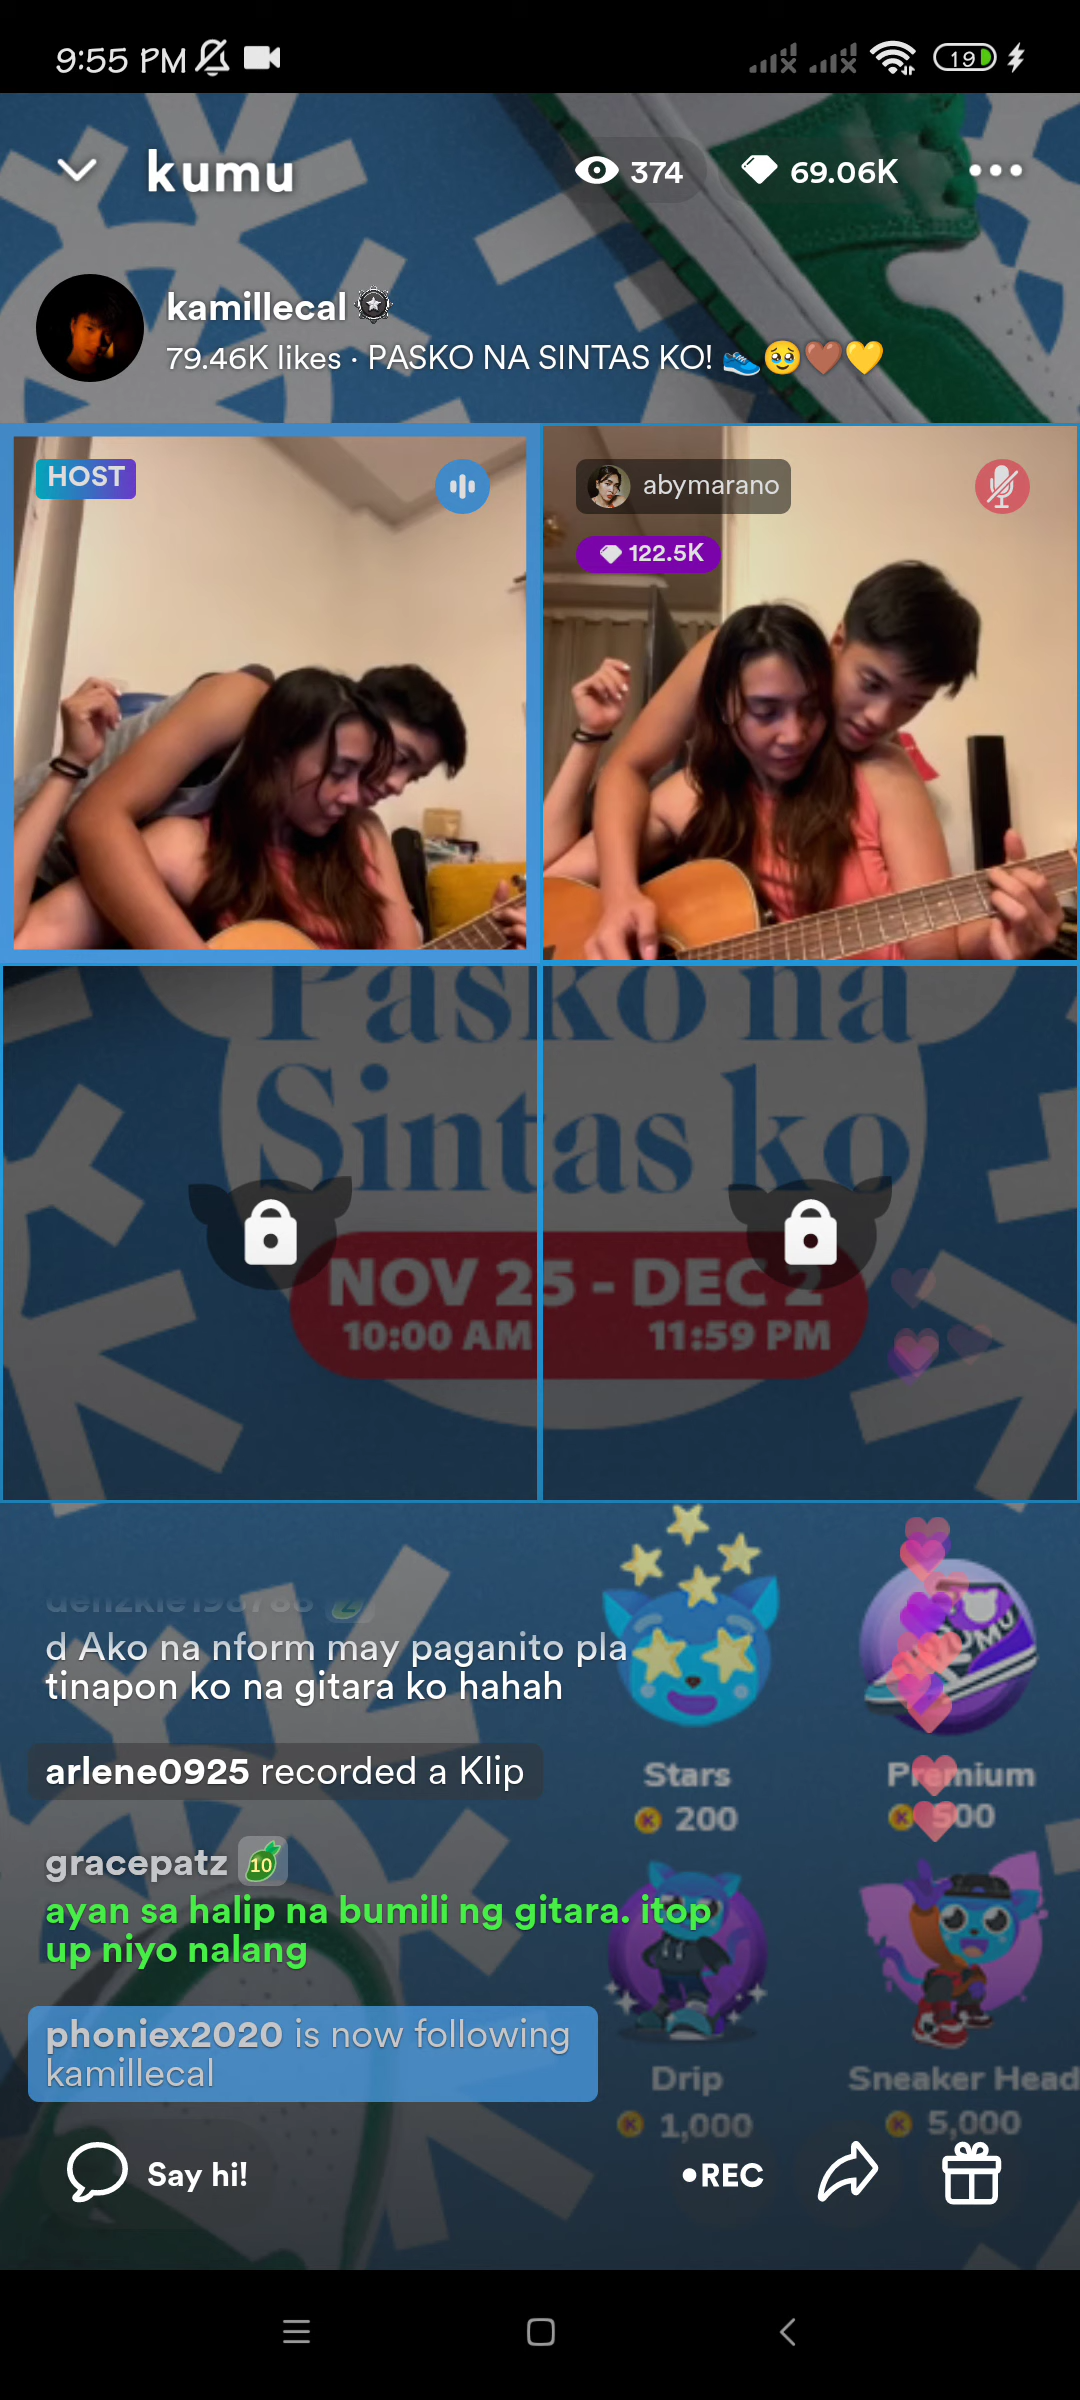 9:55 PM
19
kumu
374
69.06K
kamillecal
79.46K likes · PASKO NA SINTAS KO! 👟🥹🤎💛
HOST
abymarano
122.5K
Pasko na
Sintas ko
NOV 25 - DEC 2
10:00 AM 11:59 PM
d Ako na nform may paganito pla
tinapon ko na gitara ko hahah
arlene0925 recorded a Klip
gracepatz 10
ayan sa halip na bumili ng gitara. itop
up niyo nalang
phoniex2020 is now following
kamillecal
KUMU
Stars
200
Premium
500
Drip
1,000
Sneaker Head
5,000
Say hi!
•REC